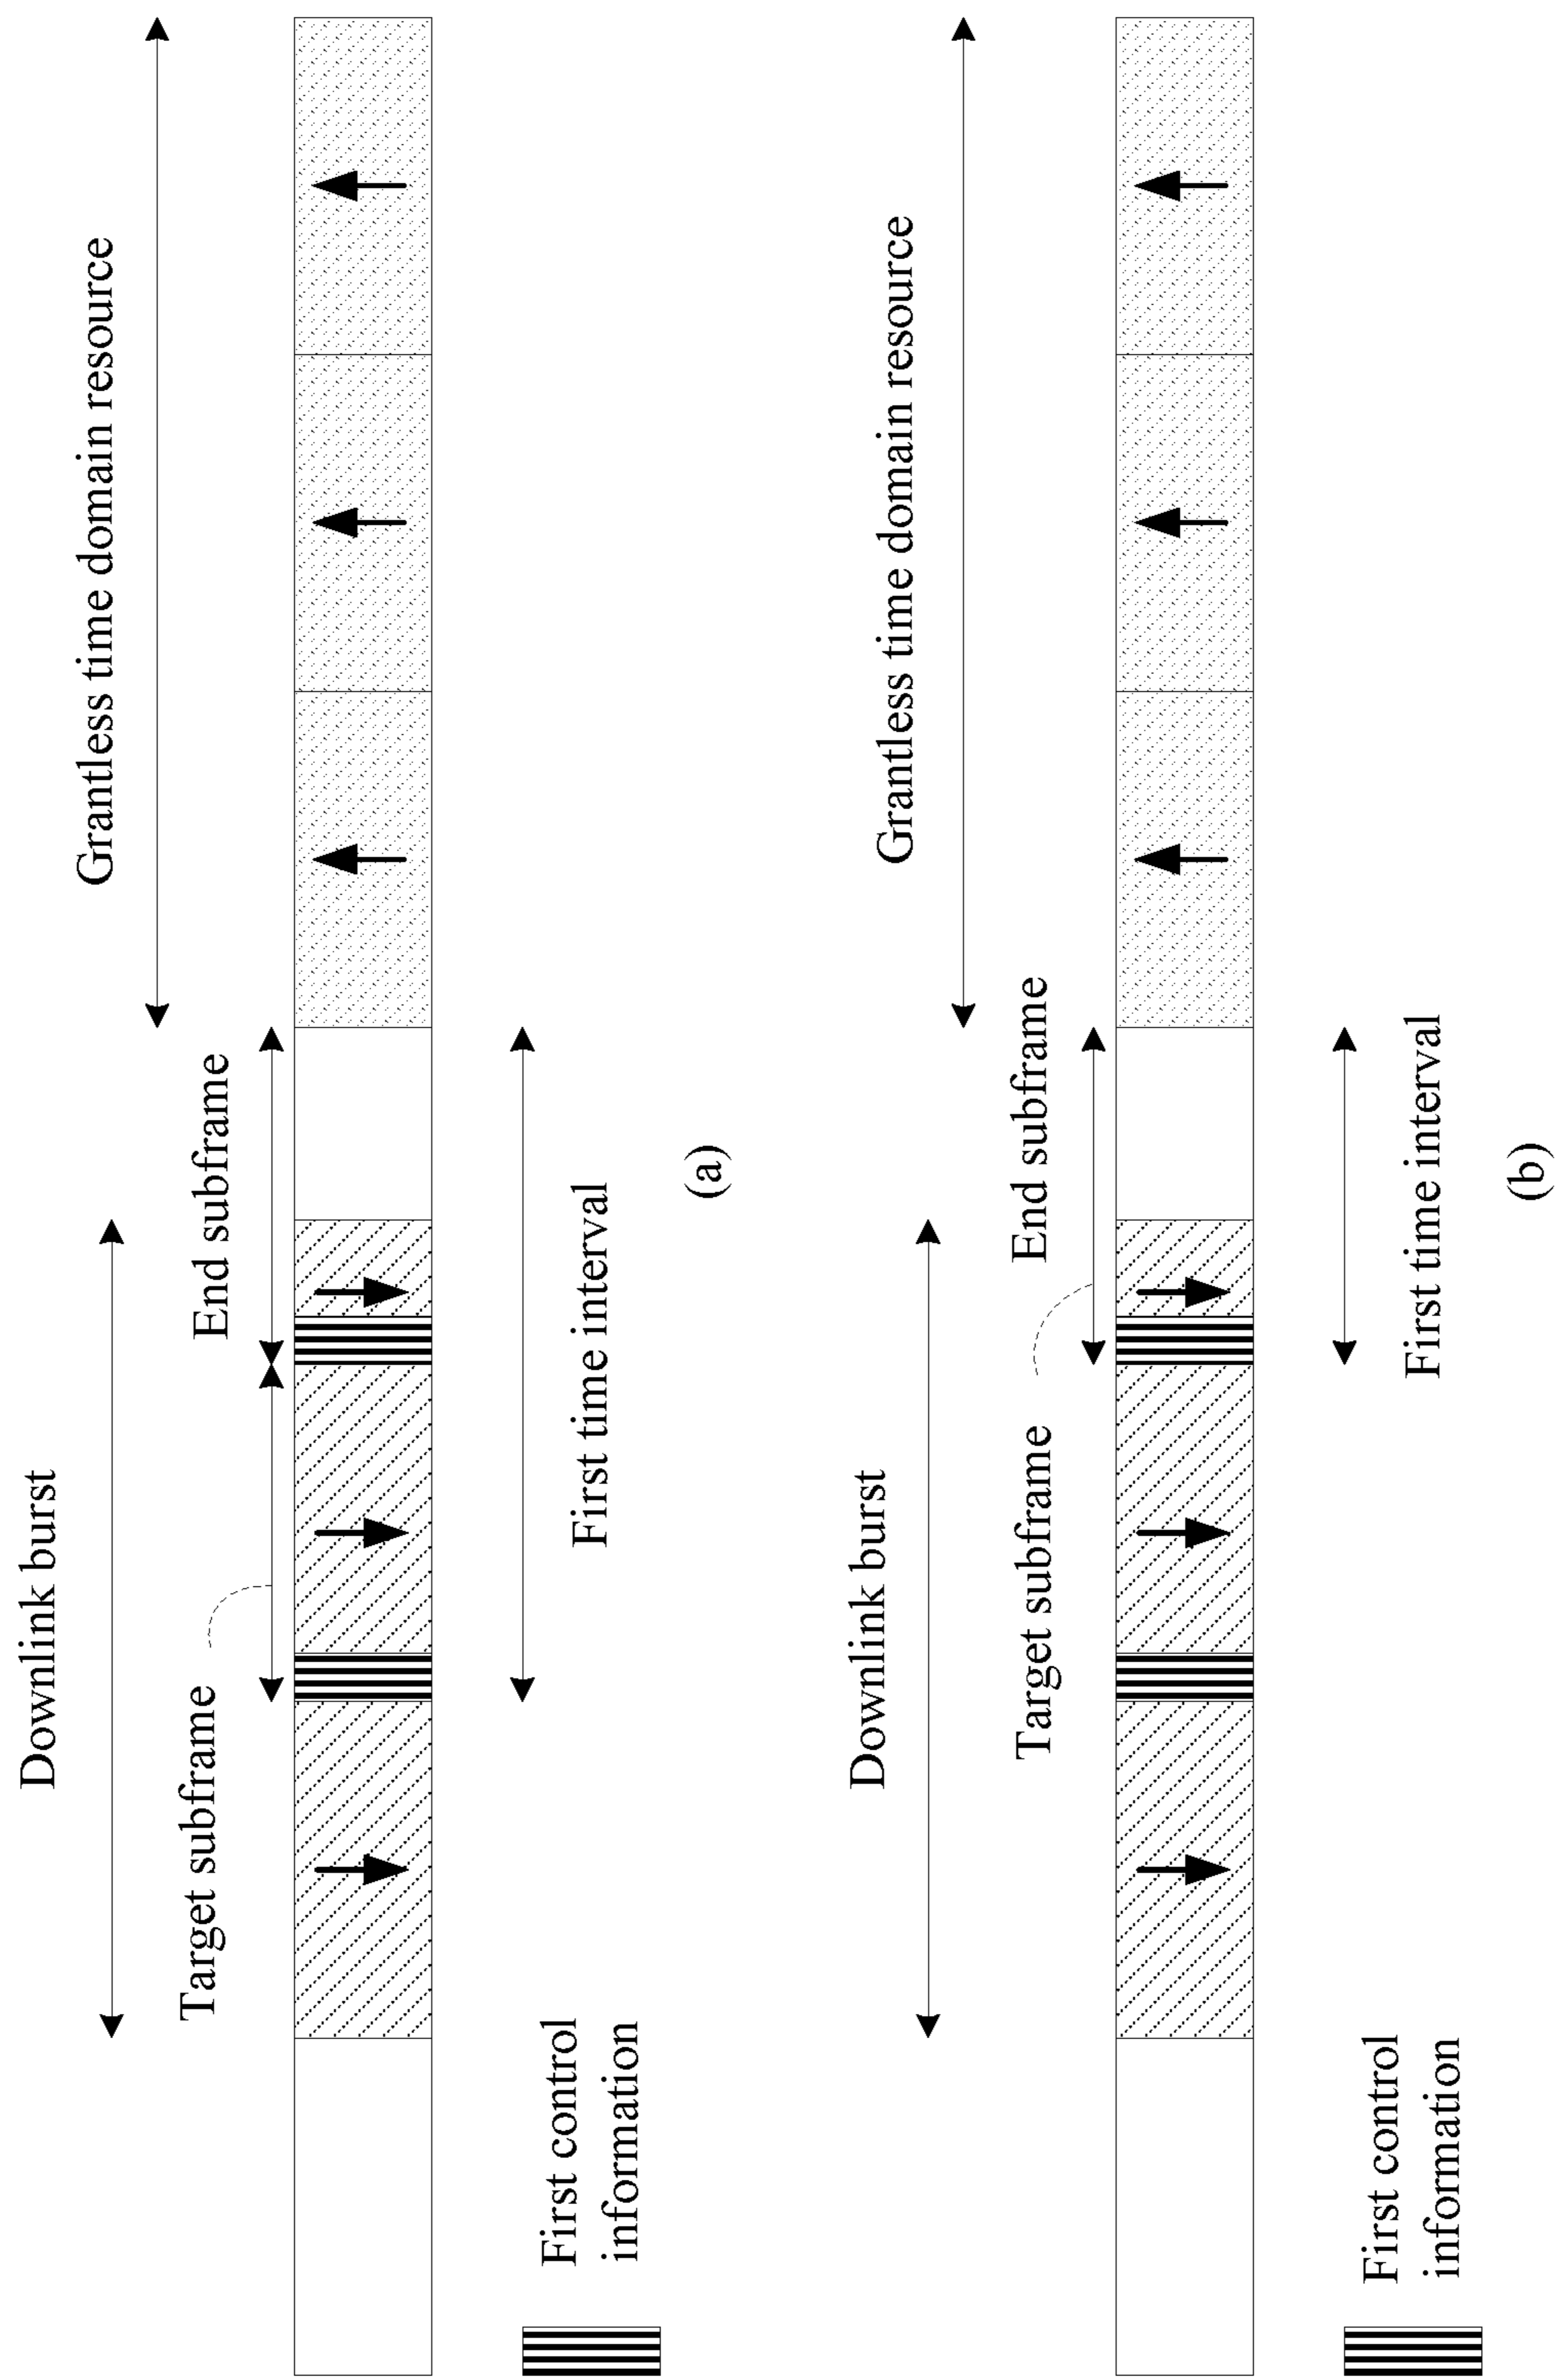 Downlink burst
Grantless time domain resource
Target subframe
End subframe
First control
information
First time interval
(a)
Downlink burst
Grantless time domain resource
Target subframe
End subframe
First control
information
First time interval
(b)